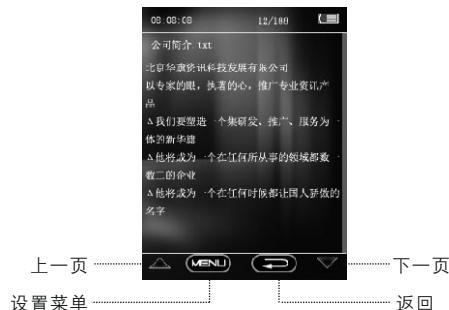 08:08:08 12/100
公司简介.txt
北京华旗资讯科技发展有限公司
以专家的眼，执著的心，推广专业资讯产
品
△我们要塑造一个集研发、推广、服务为一
体的新华旗
△他将成为一个在任何所从事的领域都数一
数二的企业
△他将成为一个在任何时候都让国人骄傲的
名字
MENU
上一页 下一页
设置菜单 返回